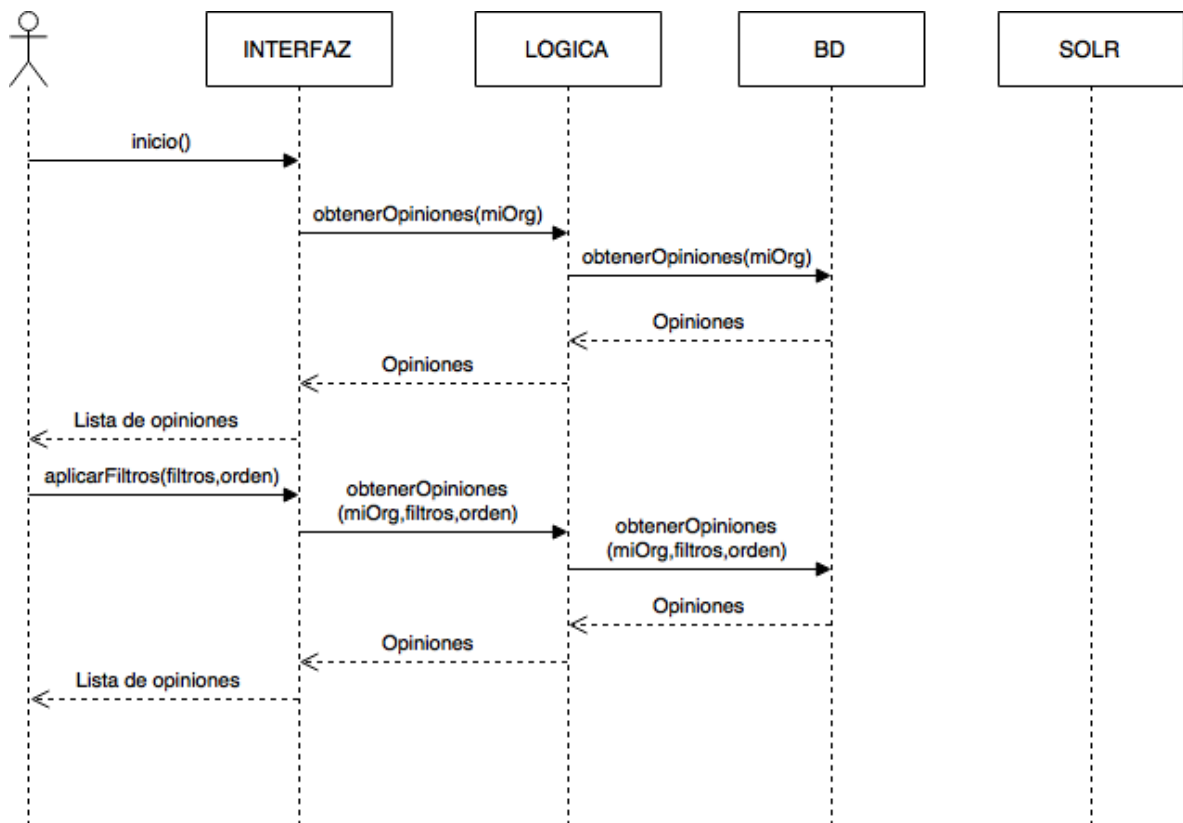 INTERFAZ
LOGICA
BD
SOLR
inicio()
obtenerOpiniones(miOrg)
obtenerOpiniones(miOrg)
Opiniones
Opiniones
Lista de opiniones
aplicarFiltros(filtros,orden)
obtenerOpiniones
(miOrg,filtros,orden)
obtenerOpiniones
(miOrg,filtros,orden)
Opiniones
Opiniones
Lista de opiniones